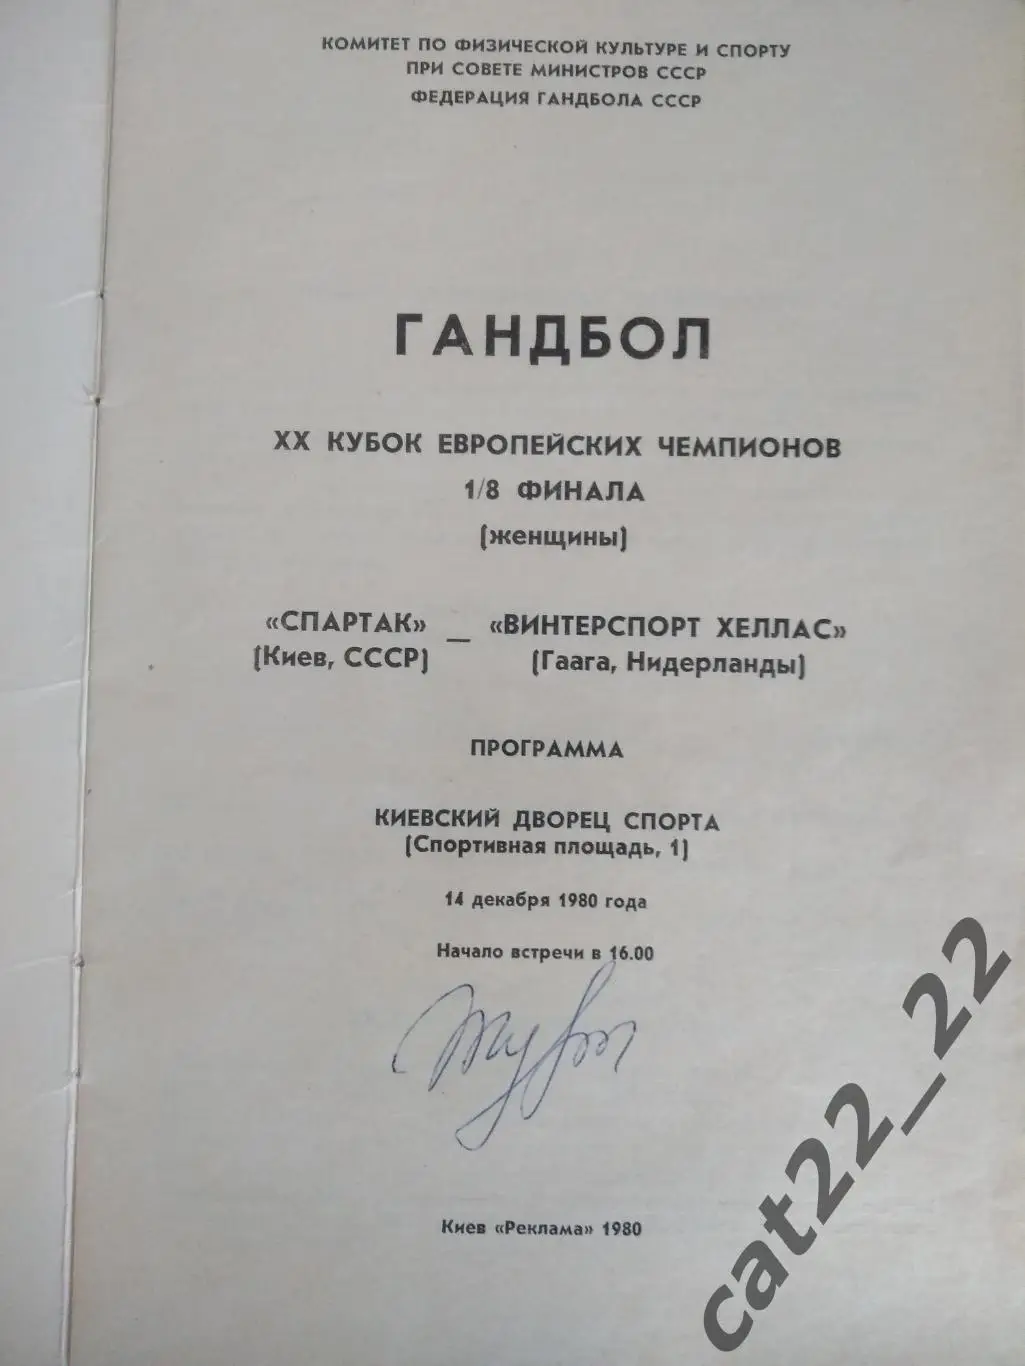 КОМИТЕТ ПО ФИЗИЧЕСКОЙ КУЛЬТУРЕ И СПОРТУ
ПРИ СОВЕТЕ МИНИСТРОВ СССР
ФЕДЕРАЦИЯ ГАНДБОЛА СССР
ГАНДБОЛ
XX КУБОК ЕВРОПЕЙСКИХ ЧЕМПИОНОВ
1/8 ФИНАЛА
(женщины)
«СПАРТАК» — «ВИНТЕРСПОРТ ХЕЛЛАС»
(Киев, СССР) (Гаага, Нидерланды)
ПРОГРАММА
КИЕВСКИЙ ДВОРЕЦ СПОРТА
(Спортивная площадь, 1)
14 декабря 1980 года
Начало встречи в 16.00
Киев «Реклама» 1980
cat22_22